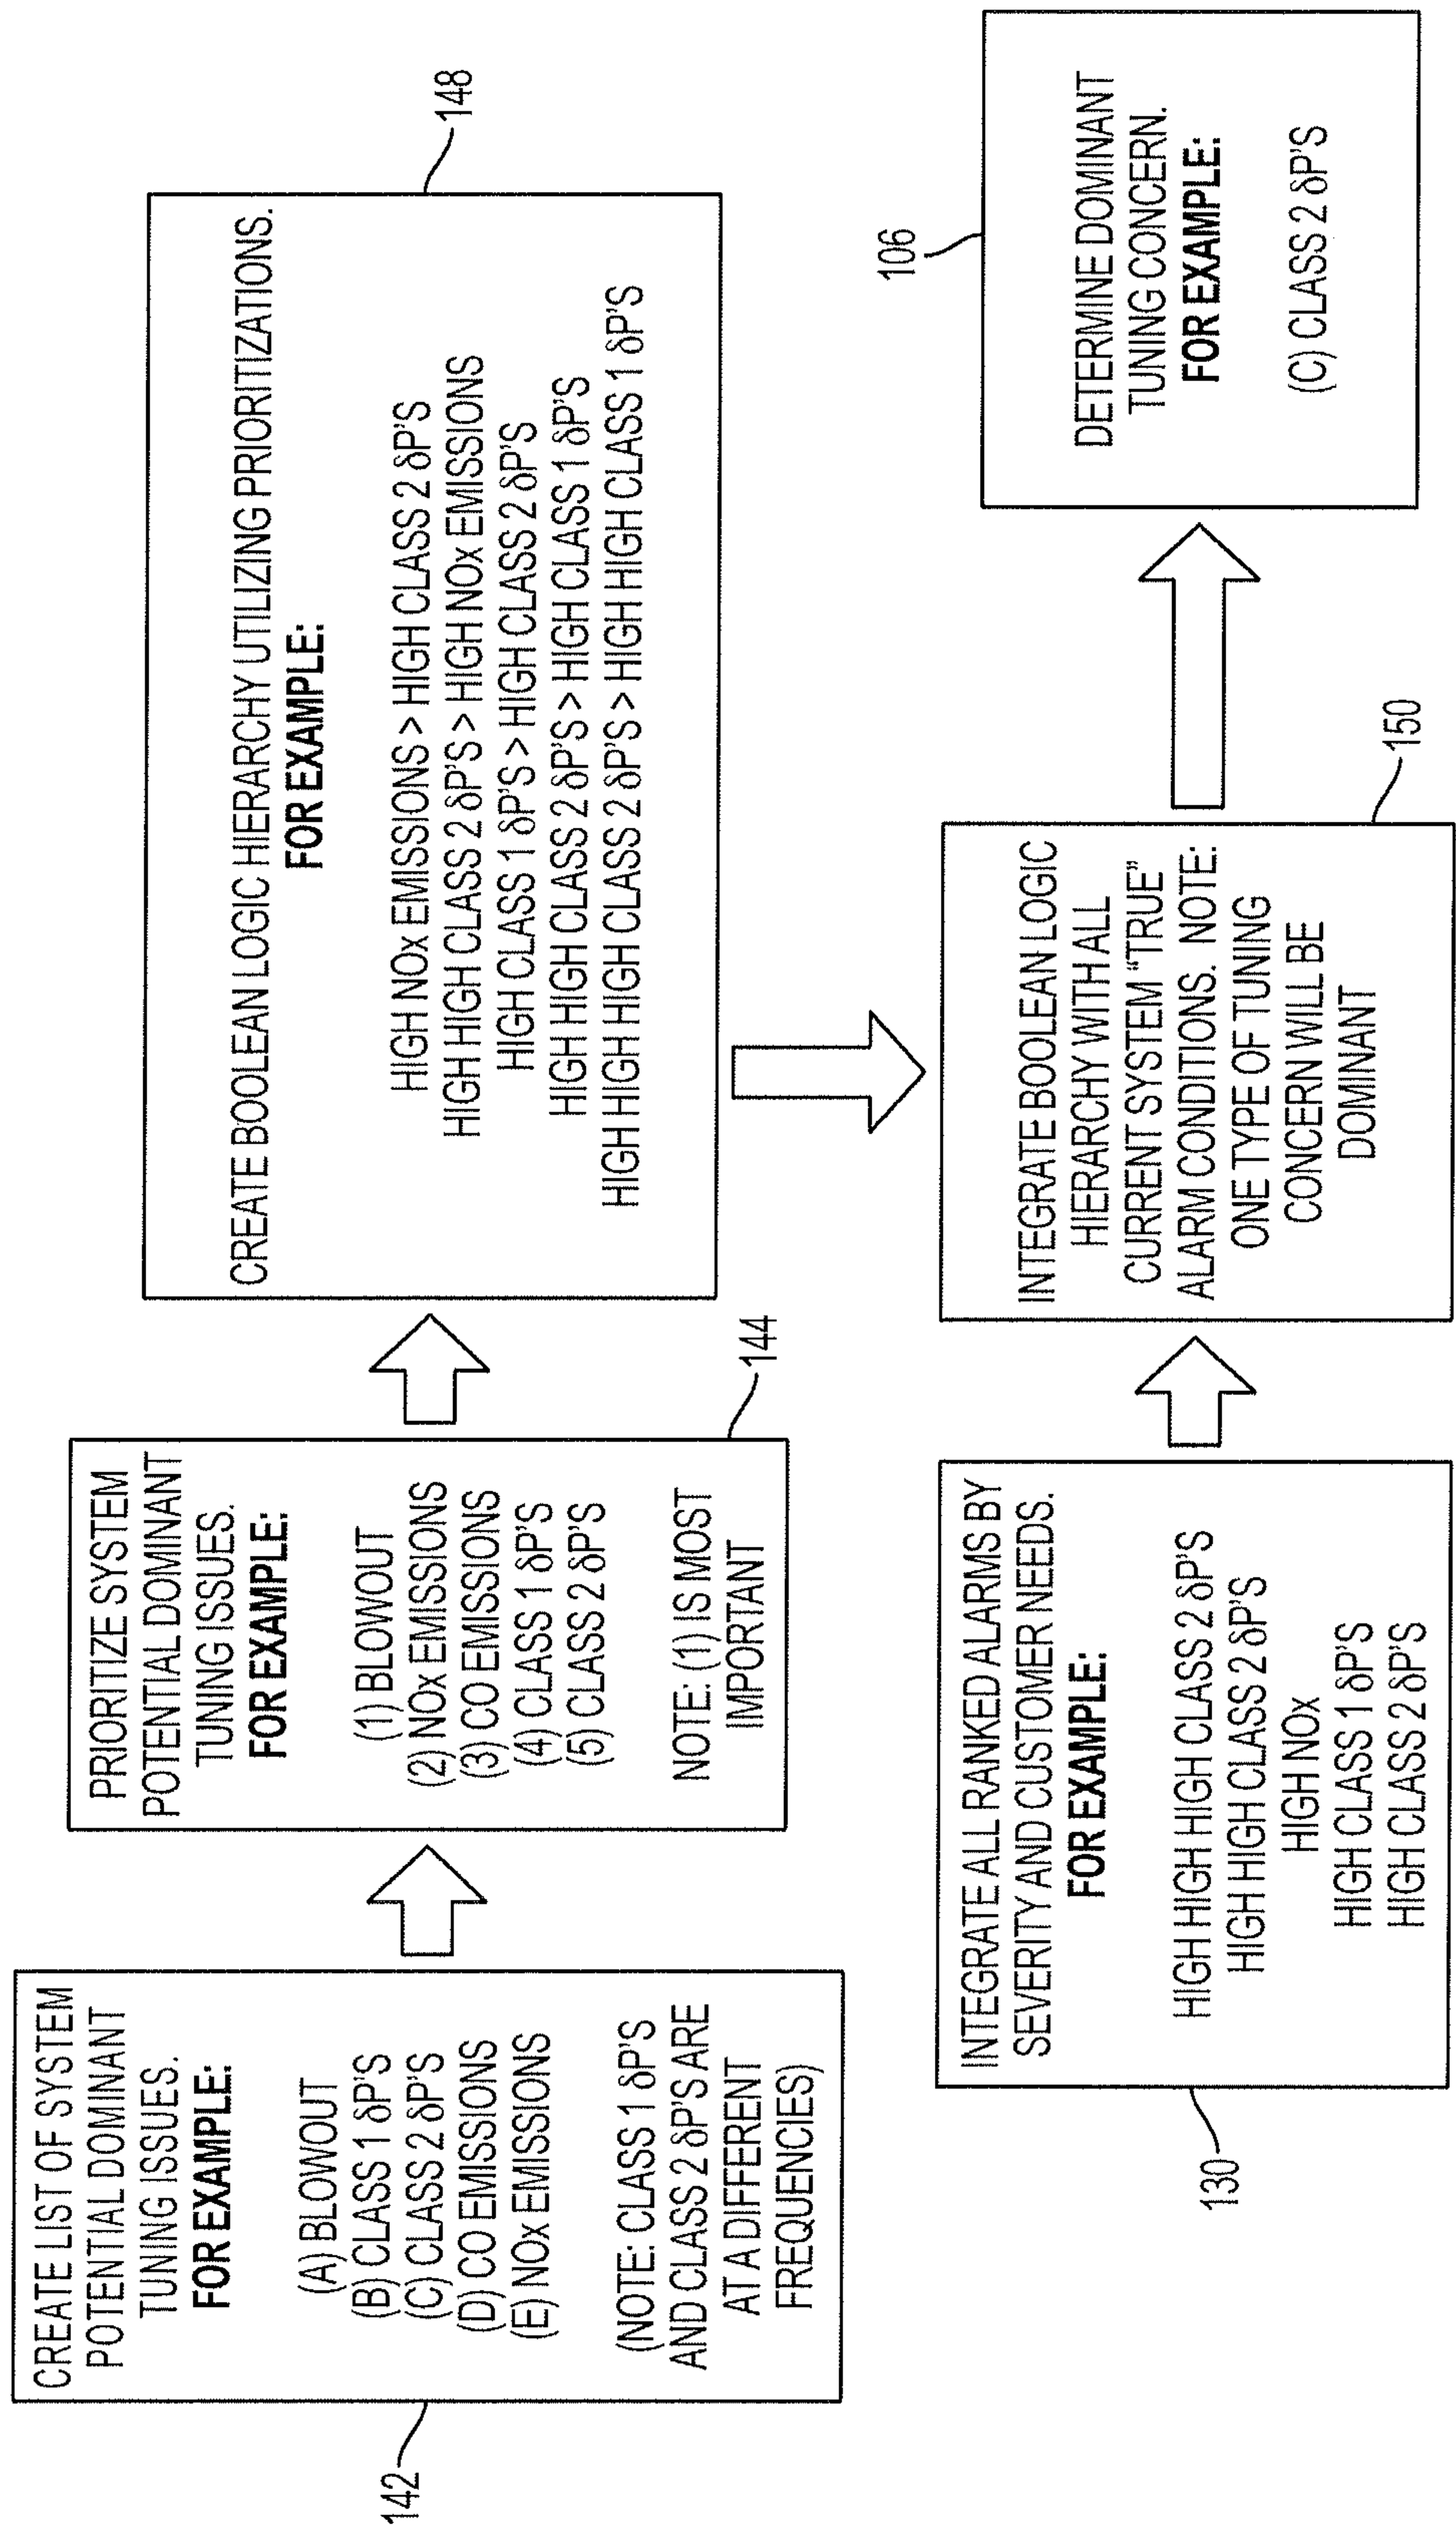 CREATE LIST OF SYSTEM
POTENTIAL DOMINANT
TUNING ISSUES.
FOR EXAMPLE:
(A) BLOWOUT
(B) CLASS 1 δP'S
(C) CLASS 2 δP'S
(D) CO EMISSIONS
(E) NOx EMISSIONS
(NOTE: CLASS 1 δP'S
AND CLASS 2 δP'S ARE
AT A DIFFERENT
FREQUENCIES)
142
PRIORITIZE SYSTEM
POTENTIAL DOMINANT
TUNING ISSUES.
FOR EXAMPLE:
(1) BLOWOUT
(2) NOx EMISSIONS
(3) CO EMISSIONS
(4) CLASS 1 δP'S
(5) CLASS 2 δP'S
NOTE: (1) IS MOST
IMPORTANT
144
CREATE BOOLEAN LOGIC HIERARCHY UTILIZING PRIORITIZATIONS.
FOR EXAMPLE:
HIGH NOx EMISSIONS > HIGH CLASS 2 δP'S
HIGH HIGH CLASS 2 δP'S > HIGH NOx EMISSIONS
HIGH CLASS 1 δP'S > HIGH CLASS 2 δP'S
HIGH HIGH CLASS 2 δP'S > HIGH CLASS 1 δP'S
HIGH HIGH HIGH CLASS 2 δP'S > HIGH HIGH CLASS 1 δP'S
148
INTEGRATE ALL RANKED ALARMS BY
SEVERITY AND CUSTOMER NEEDS.
FOR EXAMPLE:
HIGH HIGH HIGH CLASS 2 δP'S
HIGH HIGH CLASS 2 δP'S
HIGH NOx
HIGH CLASS 1 δP'S
HIGH CLASS 2 δP'S
130
INTEGRATE BOOLEAN LOGIC
HIERARCHY WITH ALL
CURRENT SYSTEM “TRUE”
ALARM CONDITIONS. NOTE:
ONE TYPE OF TUNING
CONCERN WILL BE
DOMINANT
150
DETERMINE DOMINANT
TUNING CONCERN.
FOR EXAMPLE:
(C) CLASS 2 δP'S
106